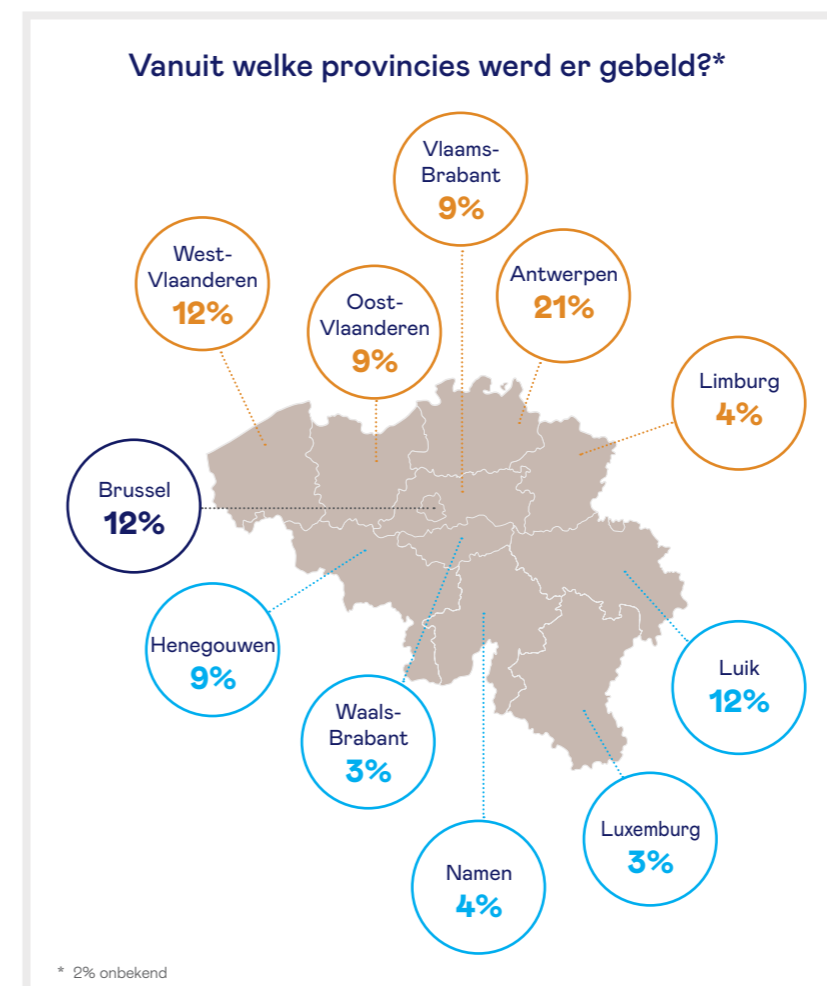 Vanuit welke provincies werd er gebeld?*
Vlaams-
Brabant
9%
West-
Vlaanderen
12%
Oost-
Vlaanderen
9%
Antwerpen
21%
Limburg
4%
Brussel
12%
Henegouwen
9%
Waals-
Brabant
3%
Luik
12%
Namen
4%
Luxemburg
3%
* 2% onbekend